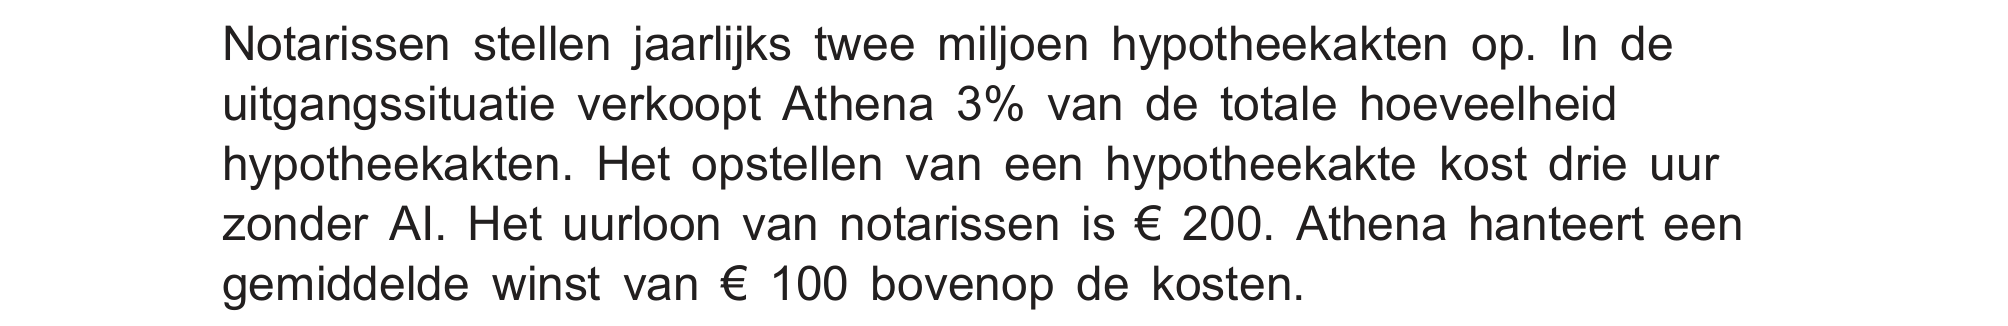 Notarissen stellen jaarlijks twee miljoen hypotheekakten op. In de
uitgangssituatie verkoopt Athena 3% van de totale hoeveelheid
hypotheekakten. Het opstellen van een hypotheekakte kost drie uur
zonder AI. Het uurloon van notarissen is € 200. Athena hanteert een
gemiddelde winst van € 100 bovenop de kosten.